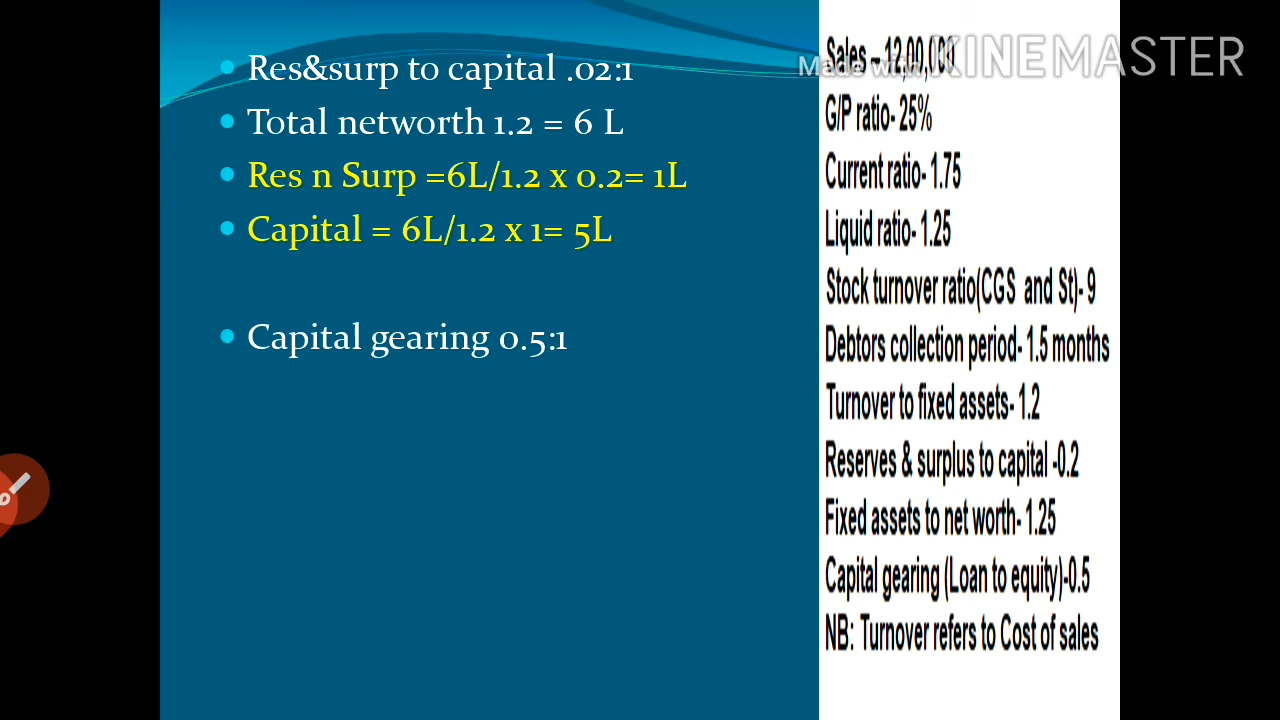 Res&surp to capital .02:1
Total networth 1.2 = 6 L
Res n Surp =6L/1.2 x 0.2= 1L
Capital = 6L/1.2 x 1= 5L
Capital gearing 0.5:1
Made with KINEMASTER
Sales – 12,00,000
G/P ratio- 25%
Current ratio- 1.75
Liquid ratio- 1.25
Stock turnover ratio(CGS and St)- 9
Debtors collection period- 1.5 months
Turnover to fixed assets- 1.2
Reserves & surplus to capital -0.2
Fixed assets to net worth- 1.25
Capital gearing (Loan to equity)-0.5
NB: Turnover refers to Cost of sales